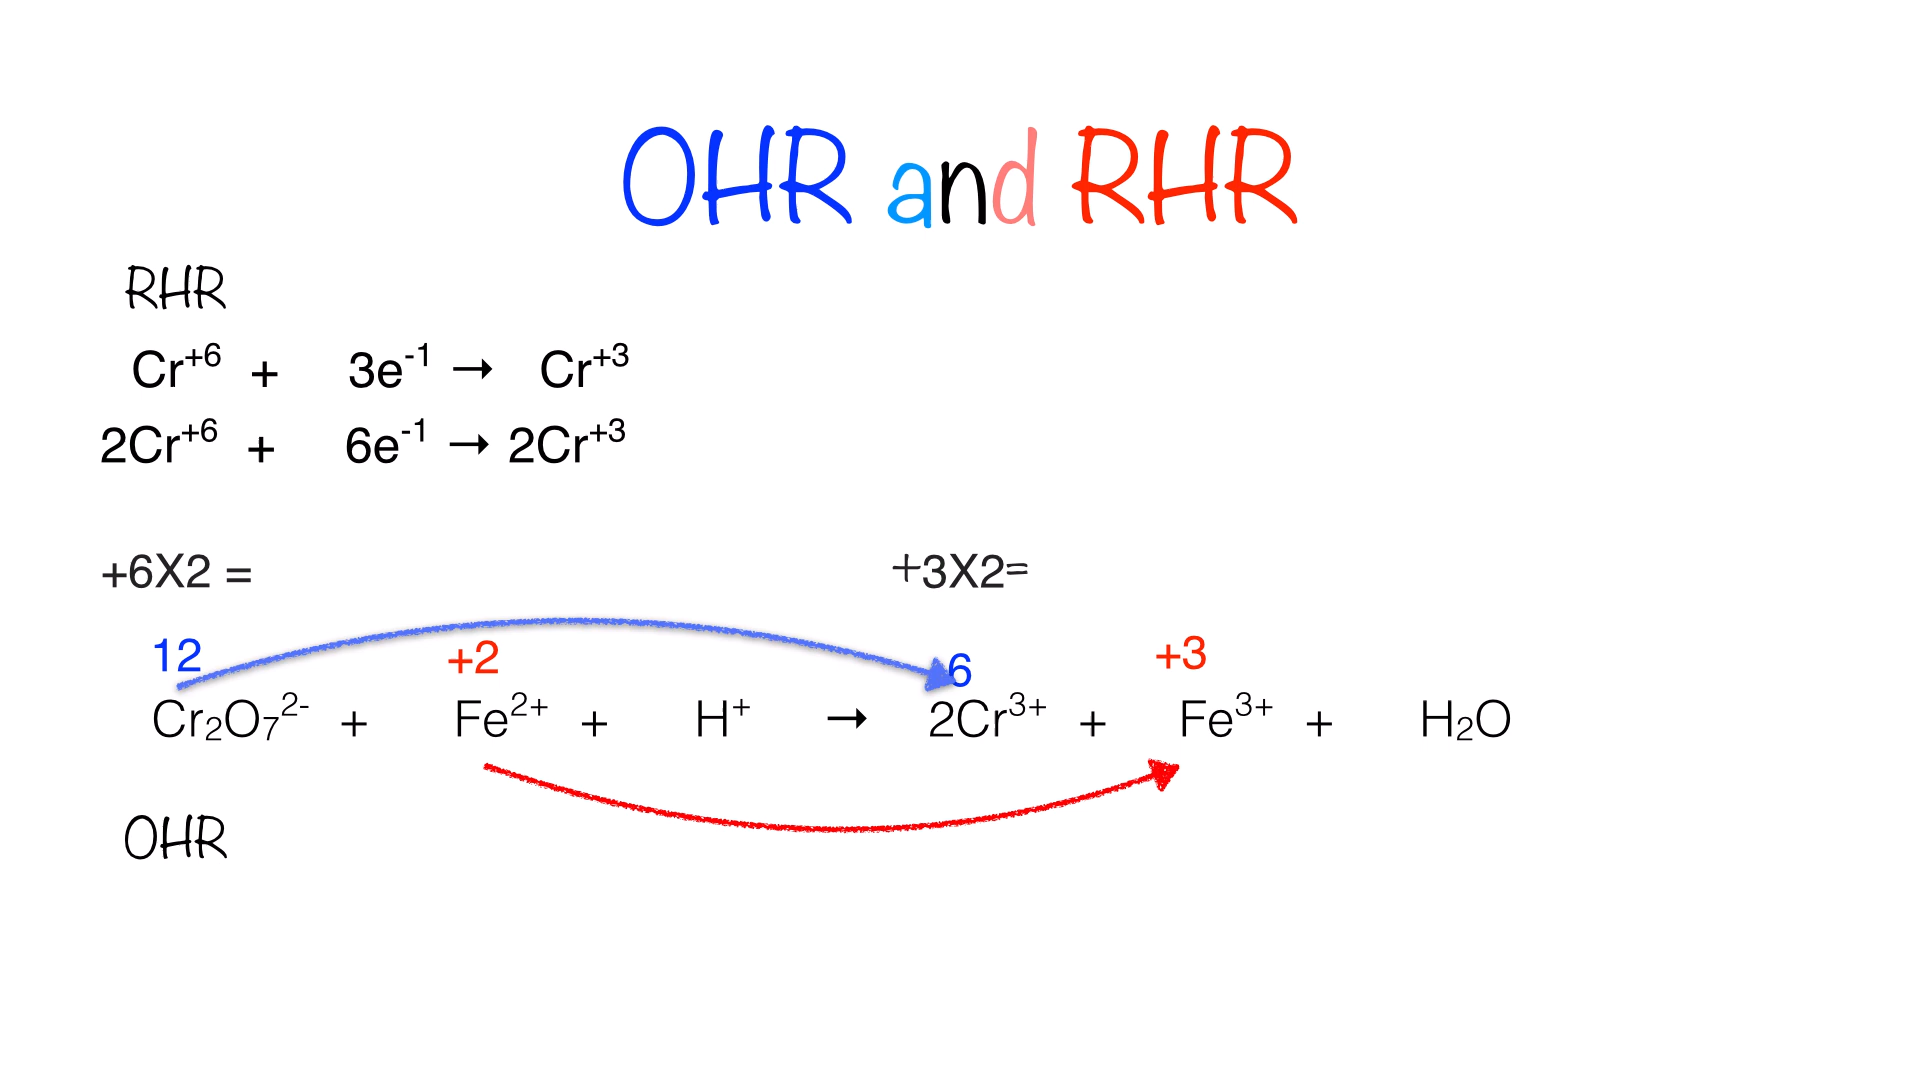 OHR and RHR
RHR
Cr⁺⁶ + 3e⁻¹ → Cr⁺³
2Cr⁺⁶ + 6e⁻¹ → 2Cr⁺³
+6X2 = +3X2=
12 +2 6 +3
Cr₂O₇²⁻ + Fe²⁺ + H⁺ → 2Cr³⁺ + Fe³⁺ + H₂O
OHR